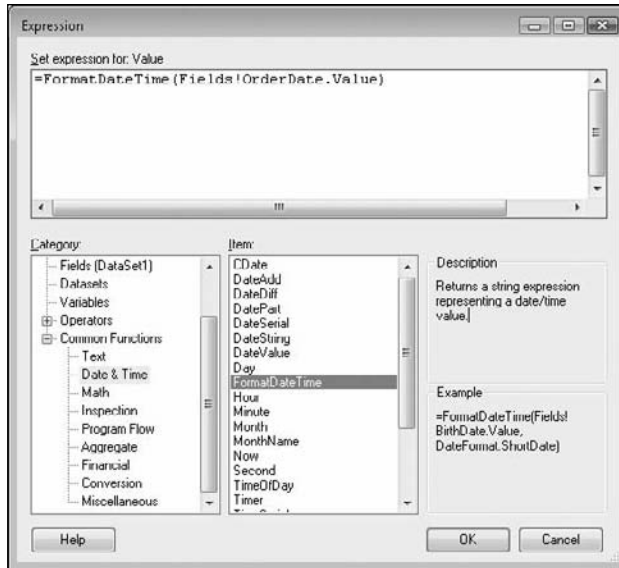 Expression
Set expression for: Value
=FormatDateTime(Fields!OrderDate.Value)
Category:
Fields (DataSet1)
Datasets
Variables
Operators
Common Functions
Text
Date & Time
Math
Inspection
Program Flow
Aggregate
Financial
Conversion
Miscellaneous
Item:
CDate
DateAdd
DateDiff
DatePart
DateSerial
DateString
DateValue
Day
FormatDateTime
Hour
Minute
Month
MonthName
Now
Second
TimeOfDay
Timer
Description
Returns a string expression
representing a date/time
value.
Example
=FormatDateTime(Fields!
BirthDate.Value,
DateFormat.ShortDate)
Help
OK
Cancel